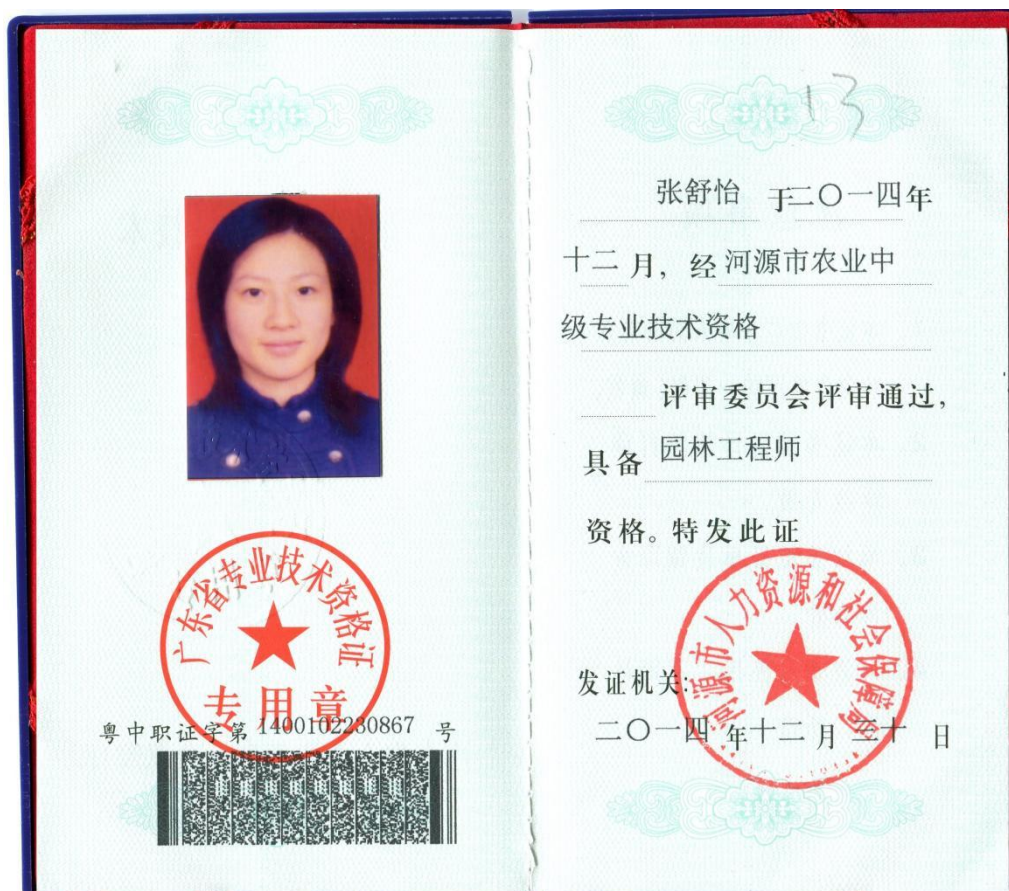 广东省专业技术资格证
专用章
粤中职证字第 1400102230867 号
13
张舒怡 于二〇一四年
十二月，经河源市农业中
级专业技术资格
评审委员会评审通过，
具备 园林工程师
资格。特发此证
河源市人力资源和社会保障局
发证机关：
二〇一四年十二月三十日